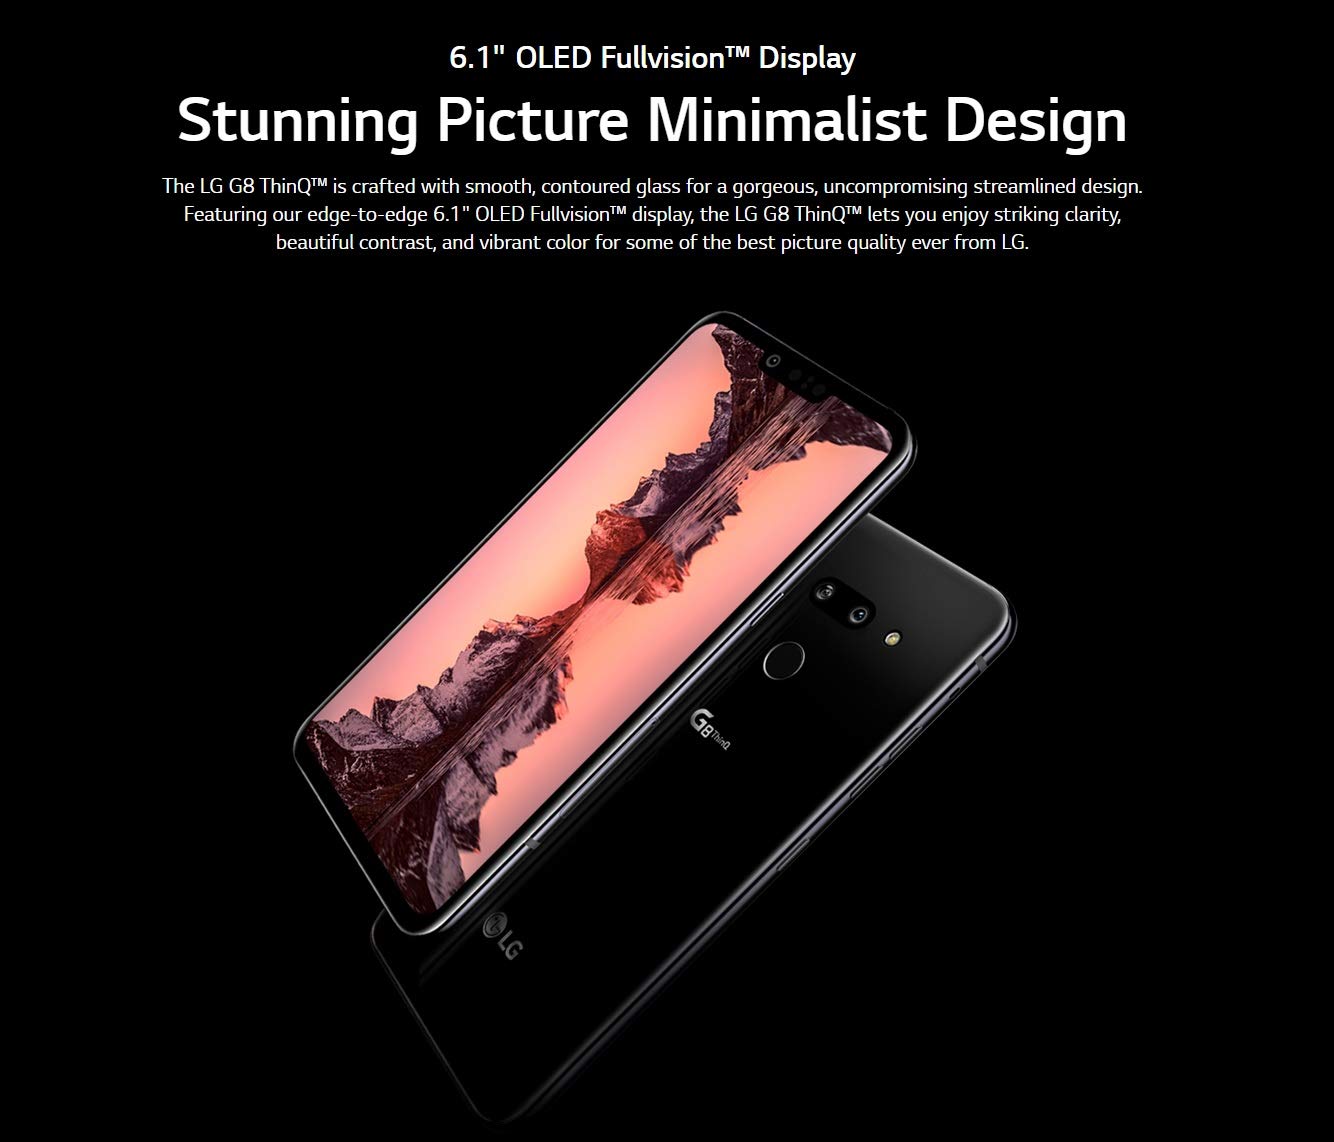 6.1" OLED Fullvision™ Display
Stunning Picture Minimalist Design
The LG G8 ThinQ™ is crafted with smooth, contoured glass for a gorgeous, uncompromising streamlined design.
Featuring our edge-to-edge 6.1" OLED Fullvision™ display, the LG G8 ThinQ™ lets you enjoy striking clarity,
beautiful contrast, and vibrant color for some of the best picture quality ever from LG.
G8 ThinQ
LG